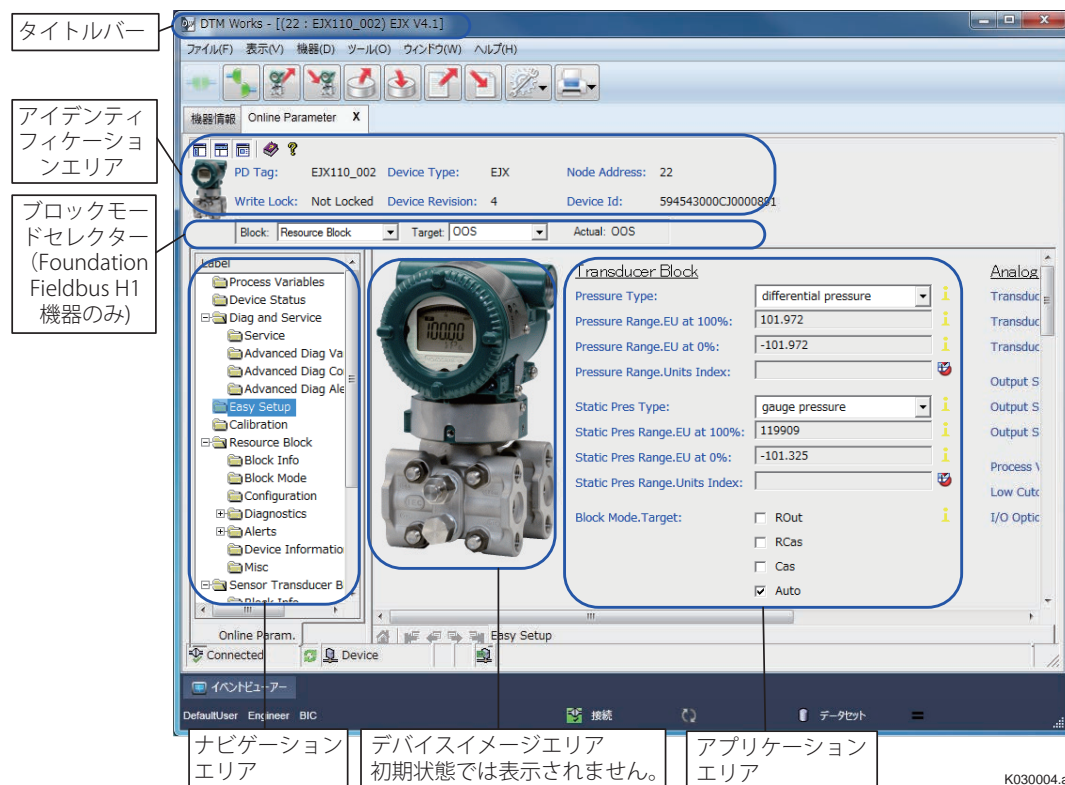 タイトルバー
DTM Works - [(22 : EJX110_002) EJX V4.1]
ファイル(F) 表示(V) 機器(D) ツール(O) ウィンドウ(W) ヘルプ(H)
アイデンティ
フィケーショ
ンエリア
機器情報 Online Parameter X
PD Tag: EJX110_002 Device Type: EJX Node Address: 22
Write Lock: Not Locked Device Revision: 4 Device Id: 594543000CJ0000891
ブロックモー
ドセレクター
(Foundation
Fieldbus H1
機器のみ)
Block: Resource Block Target: OOS Actual: OOS
Label
Process Variables
Device Status
Diag and Service
Service
Advanced Diag Va
Advanced Diag Co
Advanced Diag Ale
Easy Setup
Calibration
Resource Block
Block Info
Block Mode
Configuration
Diagnostics
Alerts
Device Informatio
Misc
Sensor Transducer B
Block Info
100.00
Transducer Block
Pressure Type: differential pressure
Pressure Range.EU at 100%: 101.972
Pressure Range.EU at 0%: -101.972
Pressure Range.Units Index:
Static Pres Type: gauge pressure
Static Pres Range.EU at 100%: 119909
Static Pres Range.EU at 0%: -101.325
Static Pres Range.Units Index:
Block Mode.Target: ROut
RCas
Cas
Auto
Analog
Transduc
Transduc
Transduc
Output S
Output S
Output S
Process V
Low Cutc
I/O Optic
Online Param. Easy Setup
Connected Device
イベントビューアー
DefaultUser Engineer BIC 接続 データセット
ナビゲーション
エリア
デバイスイメージエリア
初期状態では表示されません。
アプリケーション
エリア
K030004.a